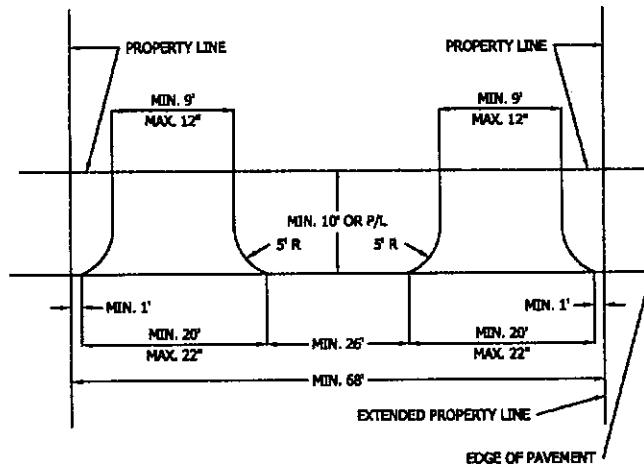 PROPERTY LINE
PROPERTY LINE
MIN. 9'
MAX. 12"
MIN. 9'
MAX. 12"
MIN. 10' OR P/L
5' R
5' R
MIN. 1'
MIN. 1'
MIN. 20'
MAX. 22"
MIN. 26'
MIN. 20'
MAX. 22"
MIN. 68'
EXTENDED PROPERTY LINE
EDGE OF PAVEMENT